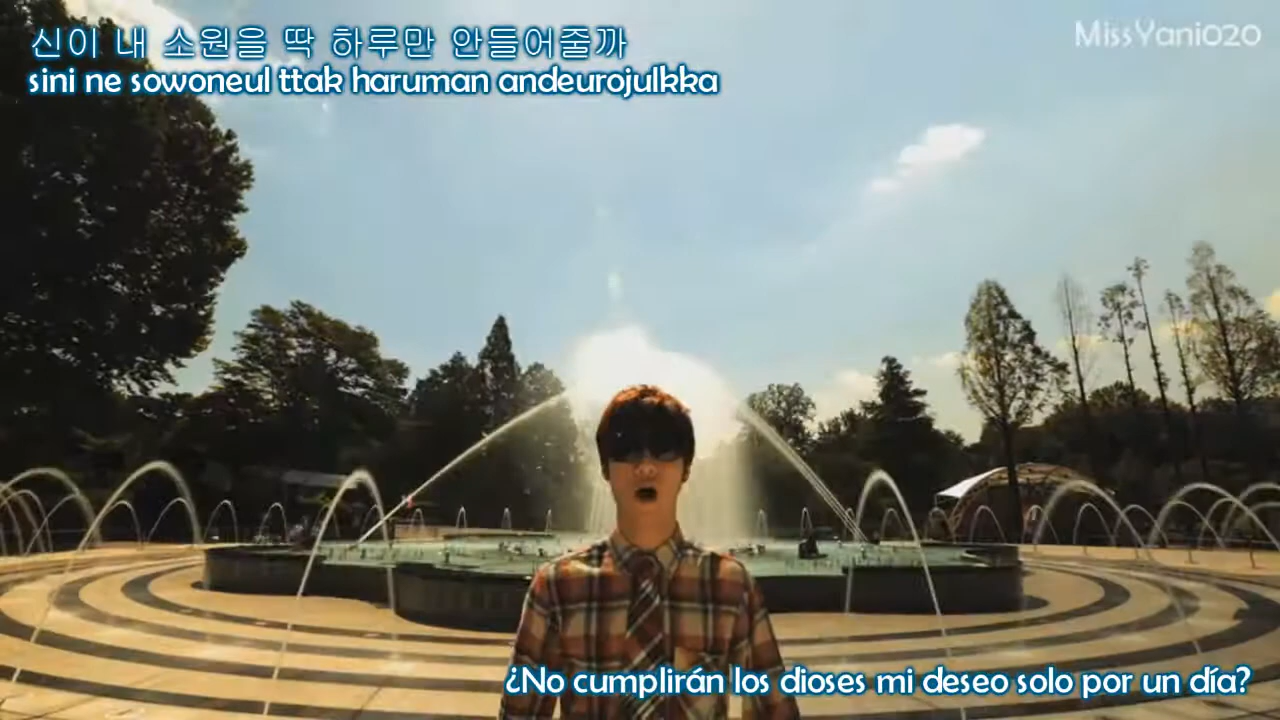 신이 내 소원을 딱 하루만 안들어줄까
MissYani020
sini ne sowoneul ttak haruman andeurojulkka
¿No cumplirán los dioses mi deseo solo por un día?